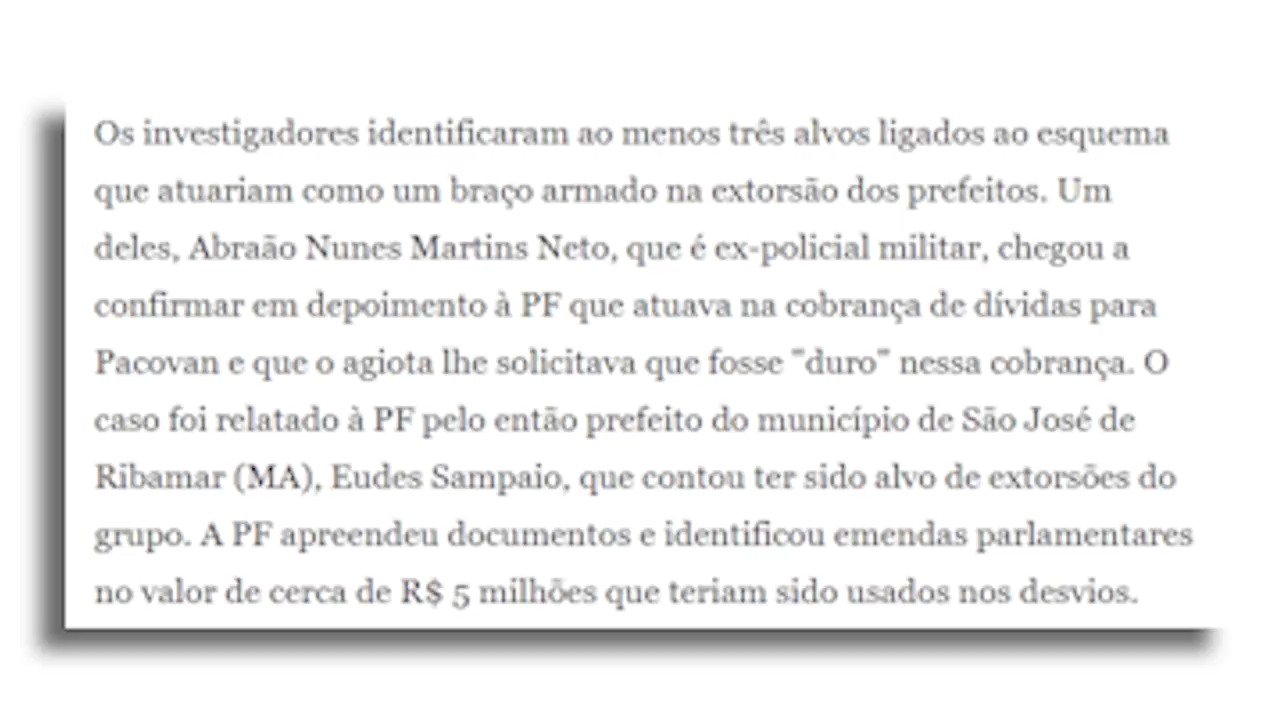 Os investigadores identificaram ao menos três alvos ligados ao esquema
que atuariam como um braço armado na extorsão dos prefeitos. Um
deles, Abraão Nunes Martins Neto, que é ex-policial militar, chegou a
confirmar em depoimento à PF que atuava na cobrança de dívidas para
Pacovan e que o agiota lhe solicitava que fosse "duro" nessa cobrança. O
caso foi relatado à PF pelo então prefeito do município de São José de
Ribamar (MA), Eudes Sampaio, que contou ter sido alvo de extorsões do
grupo. A PF apreendeu documentos e identificou emendas parlamentares
no valor de cerca de R$ 5 milhões que teriam sido usados nos desvios.